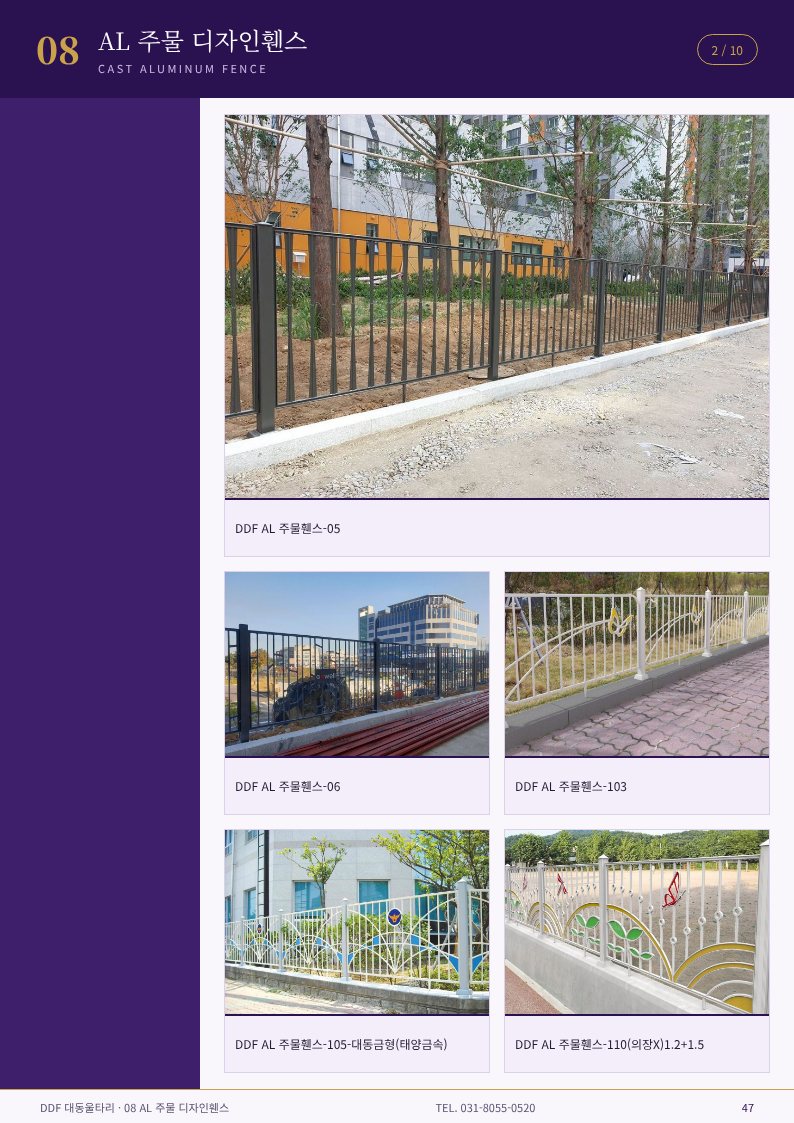 08
AL 주물 디자인휀스
CAST ALUMINUM FENCE
2 / 10
DDF AL 주물휀스-05
DDF AL 주물휀스-06
DDF AL 주물휀스-103
DDF AL 주물휀스-105-대동금형(태양금속)
DDF AL 주물휀스-110(의장X)1.2+1.5
DDF 대동울타리 · 08 AL 주물 디자인휀스
TEL. 031-8055-0520
47